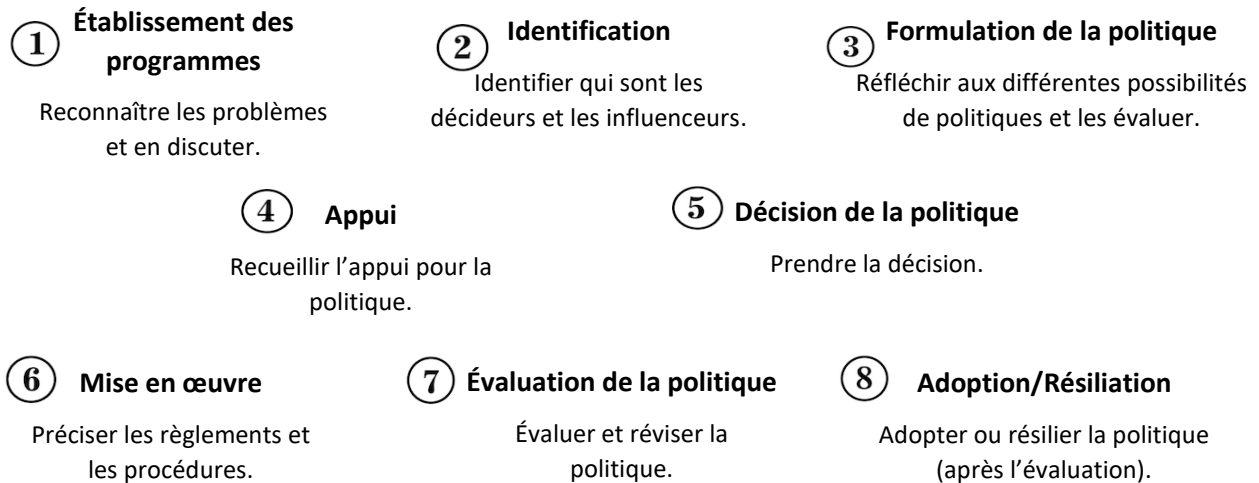 1 Établissement des
programmes
Reconnaître les problèmes
et en discuter.
2 Identification
Identifier qui sont les
décideurs et les influenceurs.
3 Formulation de la politique
Réfléchir aux différentes possibilités
de politiques et les évaluer.
4 Appui
Recueillir l’appui pour la
politique.
5 Décision de la politique
Prendre la décision.
6 Mise en œuvre
Préciser les règlements et
les procédures.
7 Évaluation de la politique
Évaluer et réviser la
politique.
8 Adoption/Résiliation
Adopter ou résilier la politique
(après l’évaluation).